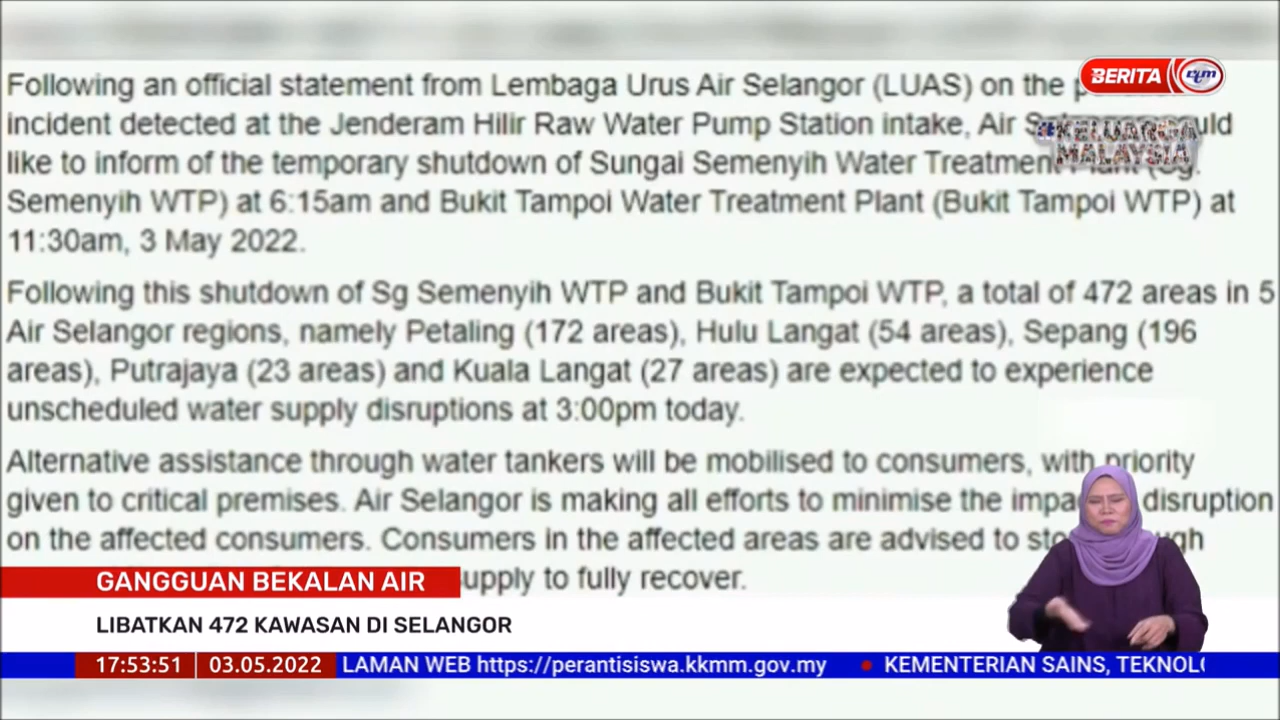 Following an official statement from Lembaga Urus Air Selangor (LUAS) on the
incident detected at the Jenderam Hilir Raw Water Pump Station intake, Air
like to inform of the temporary shutdown of Sungai Semenyih Water Treatment Plant (Sg.
Semenyih WTP) at 6:15am and Bukit Tampoi Water Treatment Plant (Bukit Tampoi WTP) at
11:30am, 3 May 2022.
Following this shutdown of Sg Semenyih WTP and Bukit Tampoi WTP, a total of 472 areas in 5
Air Selangor regions, namely Petaling (172 areas), Hulu Langat (54 areas), Sepang (196
areas), Putrajaya (23 areas) and Kuala Langat (27 areas) are expected to experience
unscheduled water supply disruptions at 3:00pm today.
Alternative assistance through water tankers will be mobilised to consumers, with priority
given to critical premises. Air Selangor is making all efforts to minimise the disruption
on the affected consumers. Consumers in the affected areas are advised to
supply to fully recover.
BERITA rtm
#KELUARGA
MALAYSIA
GANGGUAN BEKALAN AIR
LIBATKAN 472 KAWASAN DI SELANGOR
17:53:51 03.05.2022 LAMAN WEB https://perantisiswa.kkmm.gov.my • KEMENTERIAN SAINS, TEKNOLO